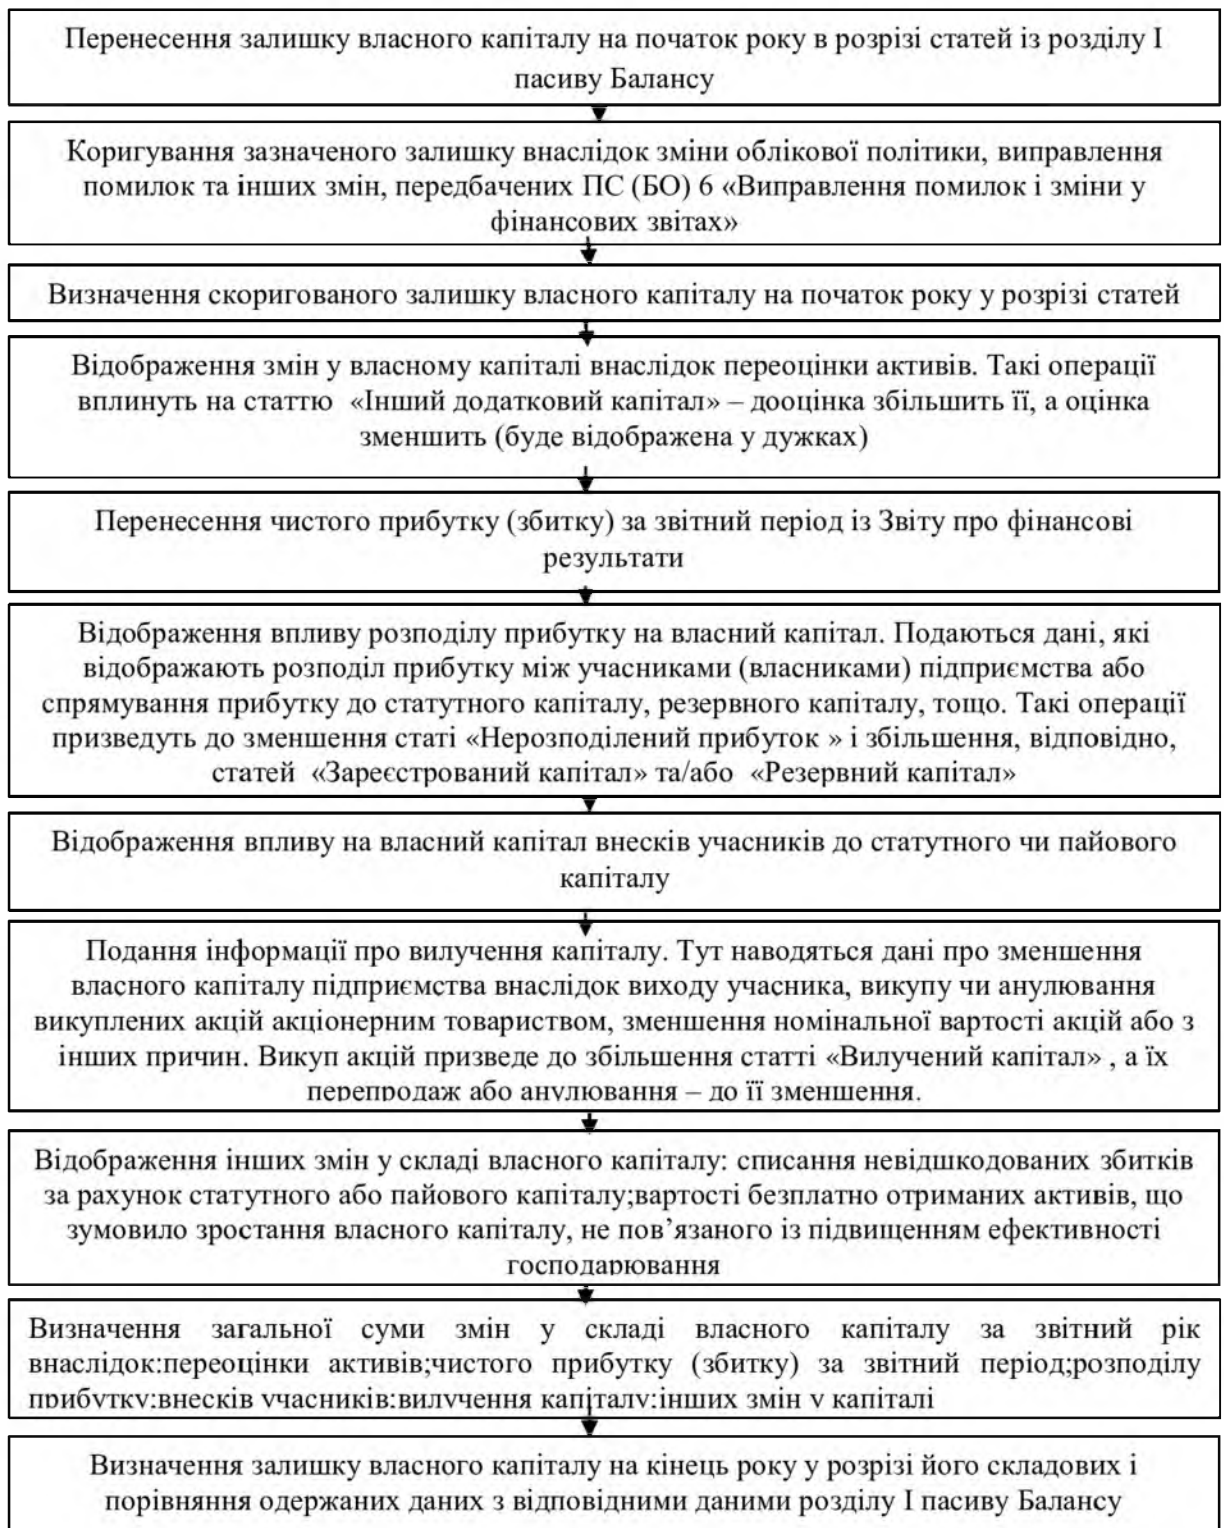 Перенесення залишку власного капіталу на початок року в розрізі статей із розділу І
пасиву Балансу
Коригування зазначеного залишку внаслідок зміни облікової політики, виправлення
помилок та інших змін, передбачених ПС (БО) 6 «Виправлення помилок і зміни у
фінансових звітах»
Визначення скоригованого залишку власного капіталу на початок року у розрізі статей
Відображення змін у власному капіталі внаслідок переоцінки активів. Такі операції
вплинуть на статтю «Інший додатковий капітал» – дооцінка збільшить її, а оцінка
зменшить (буде відображена у дужках)
Перенесення чистого прибутку (збитку) за звітний період із Звіту про фінансові
результати
Відображення впливу розподілу прибутку на власний капітал. Подаються дані, які
відображають розподіл прибутку між учасниками (власниками) підприємства або
спрямування прибутку до статутного капіталу, резервного капіталу, тощо. Такі операції
призведуть до зменшення статі «Нерозподілений прибуток » і збільшення, відповідно,
статей «Зареєстрований капітал» та/або «Резервний капітал»
Відображення впливу на власний капітал внесків учасників до статутного чи пайового
капіталу
Подання інформації про вилучення капіталу. Тут наводяться дані про зменшення
власного капіталу підприємства внаслідок виходу учасника, викупу чи анулювання
викуплених акцій акціонерним товариством, зменшення номінальної вартості акцій або з
інших причин. Викуп акцій призведе до збільшення статті «Вилучений капітал» , а їх
перепродаж або анулювання – до її зменшення.
Відображення інших змін у складі власного капіталу: списання невідшкодованих збитків
за рахунок статутного або пайового капіталу;вартості безплатно отриманих активів, що
зумовило зростання власного капіталу, не пов’язаного із підвищенням ефективності
господарювання
Визначення загальної суми змін у складі власного капіталу за звітний рік
внаслідок:переоцінки активів;чистого прибутку (збитку) за звітний період;розподілу
прибутку;внесків учасників;вилучення капіталу;інших змін у капіталі
Визначення залишку власного капіталу на кінець року у розрізі його складових і
порівняння одержаних даних з відповідними даними розділу І пасиву Балансу